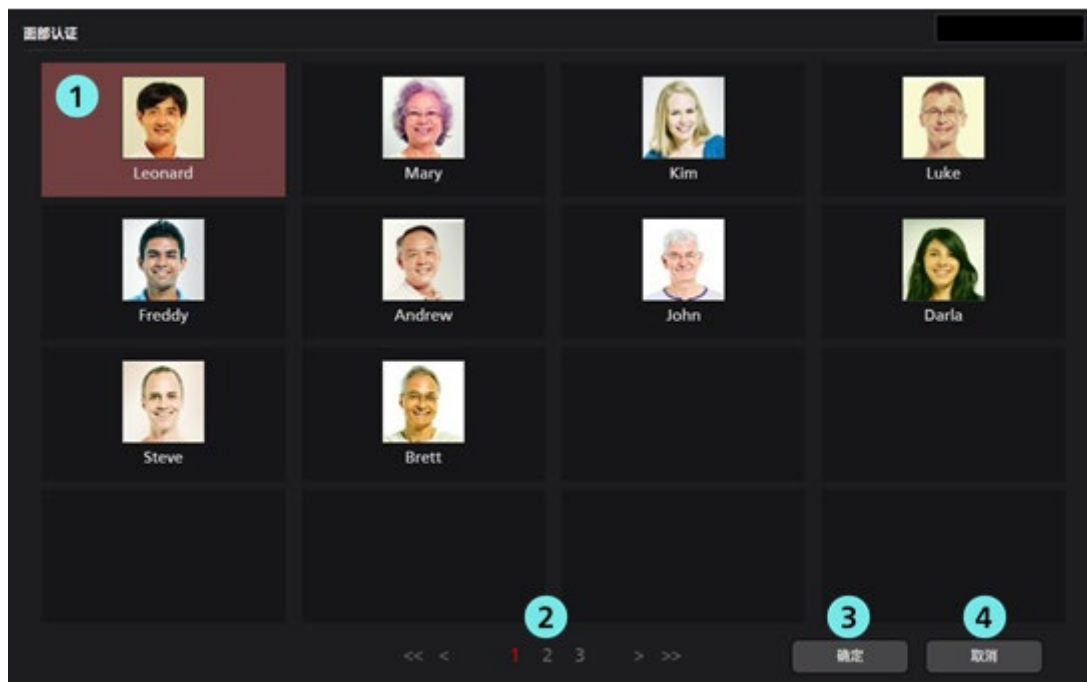 面部认证
1
Leonard
Mary
Kim
Luke
Freddy
Andrew
John
Darla
Steve
Brett
2
3
4
<< < 1 2 3 > >>
确定
取消